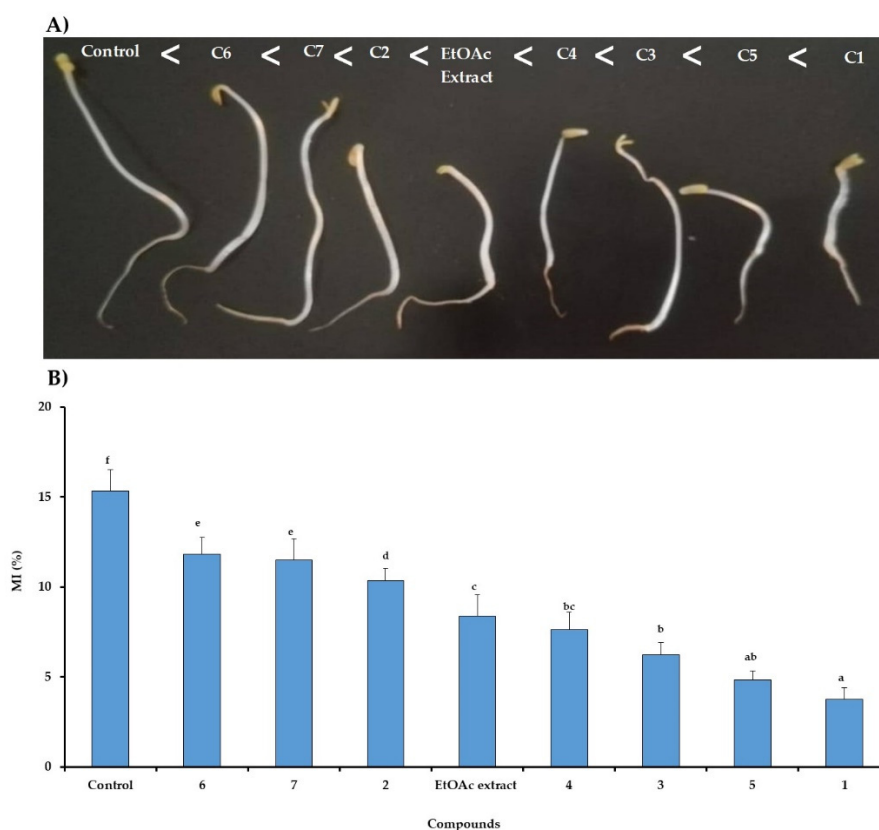 A)
Control < C6 < C7 < C2 < EtOAc Extract < C4 < C3 < C5 < C1
B)
20
15
10
5
0
MI (%)
f
e
e
d
c
bc
b
ab
a
Control 6 7 2 EtOAc extract 4 3 5 1
Compounds